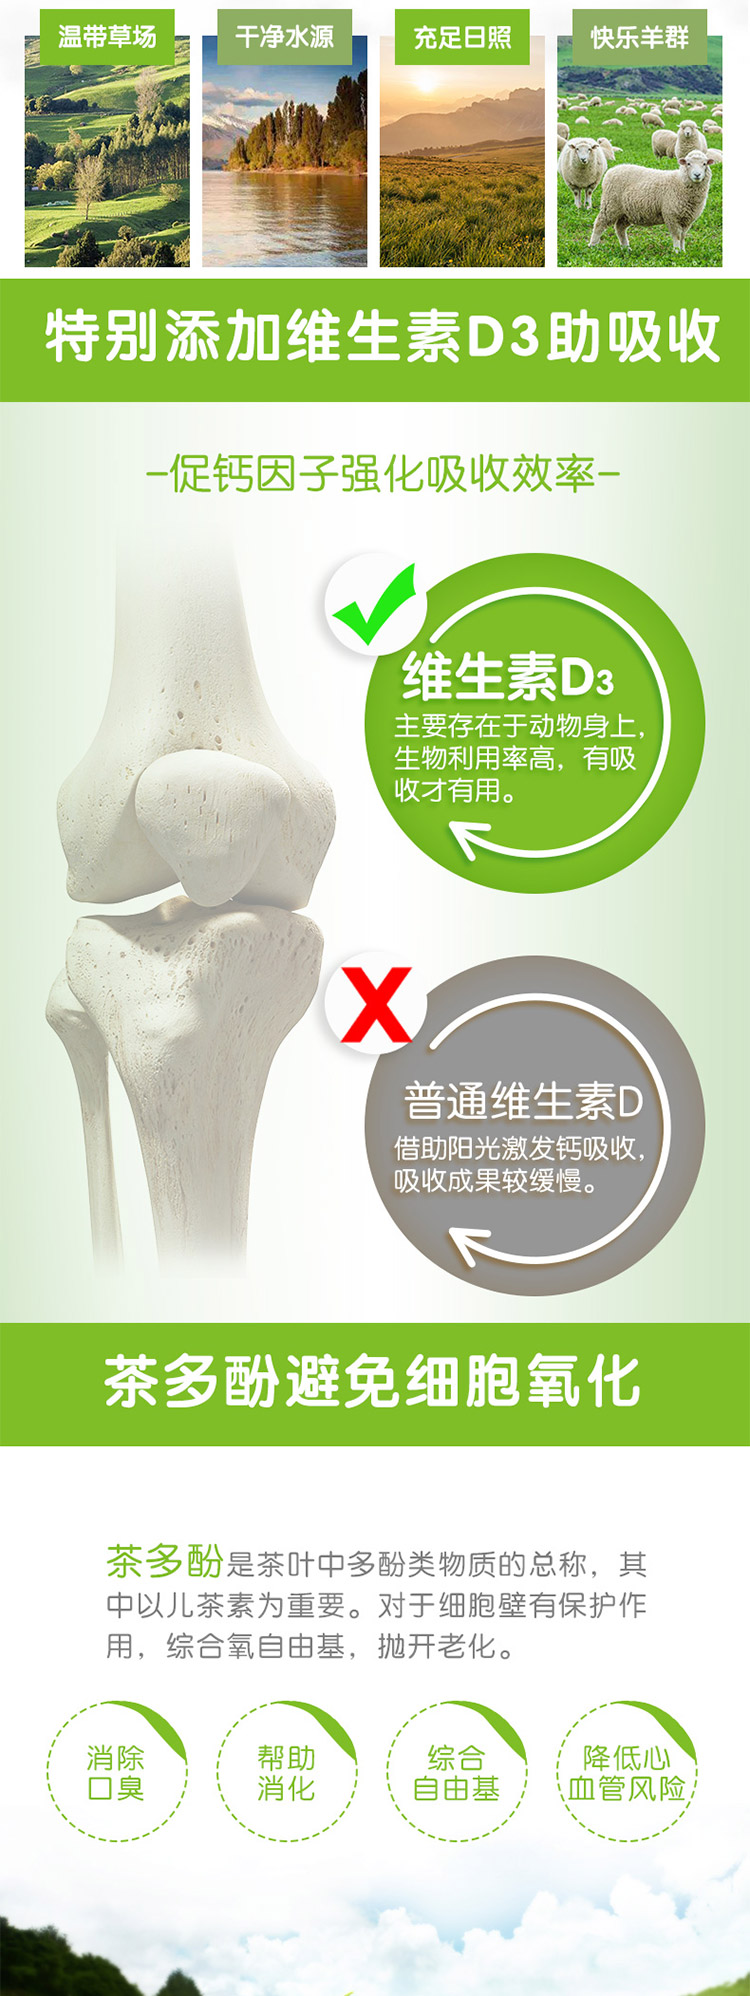 温带草场
干净水源
充足日照
快乐羊群
特别添加维生素D3助吸收
-促钙因子强化吸收效率-
维生素D3
主要存在于动物身上,
生物利用率高，有吸
收才有用。
X
普通维生素D
借助阳光激发钙吸收,
吸收成果较缓慢。
茶多酚避免细胞氧化
茶多酚是茶叶中多酚类物质的总称，其
中以儿茶素为重要。对于细胞壁有保护作
用，综合氧自由基，抛开老化。
消除
口臭
帮助
消化
综合
自由基
降低心
血管风险